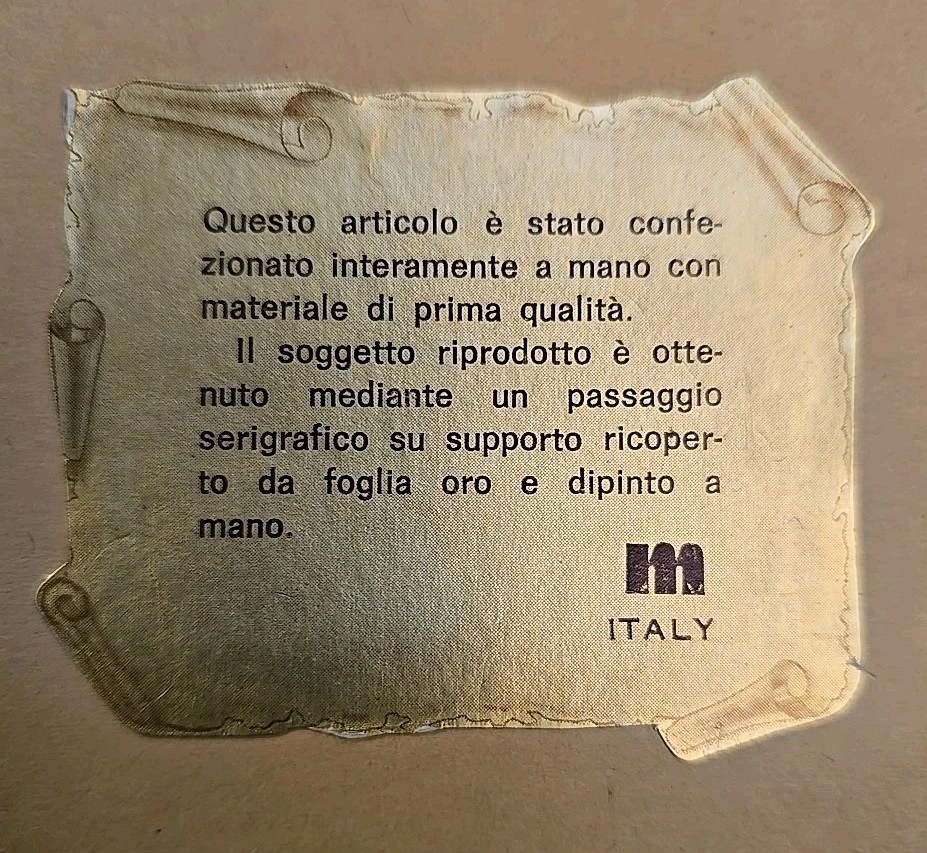 Questo articolo è stato confe-
zionato interamente a mano con
materiale di prima qualità.
Il soggetto riprodotto è otte-
nuto mediante un passaggio
serigrafico su supporto ricoper-
to da foglia oro e dipinto a
mano.
m
ITALY